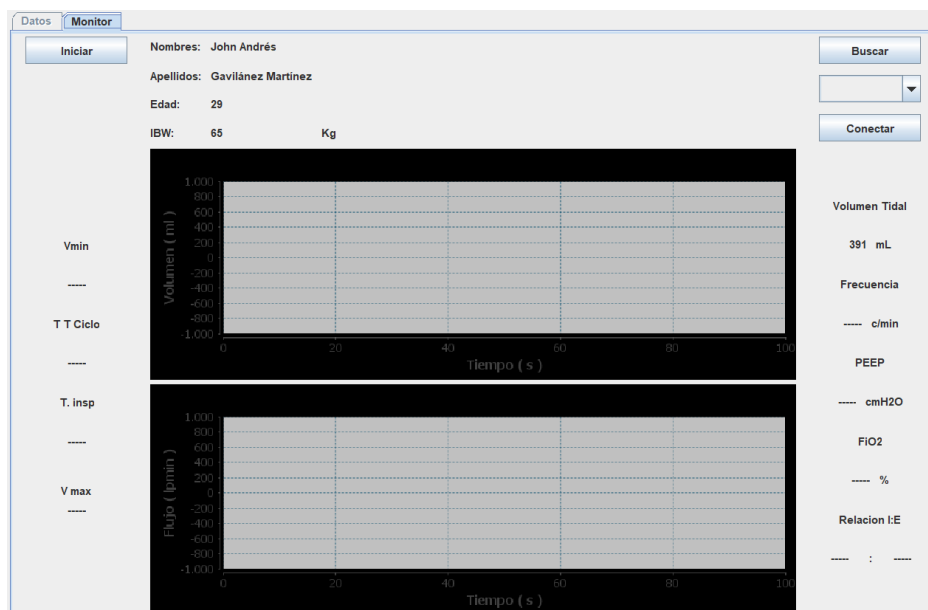 Datos Monitor
Iniciar
Nombres: John Andrés
Apellidos: Gavilánez Martinez
Edad: 29
IBW: 65 Kg
Buscar
Conectar
Vmin
-----
T T Ciclo
-----
T. insp
-----
V max
-----
Volumen ( ml )
1.000
800
600
400
200
0
-200
-400
-600
-800
-1.000
0 20 40 60 80 100
Tiempo ( s )
Flujo ( lpmin )
1.000
800
600
400
200
0
-200
-400
-600
-800
-1.000
0 20 40 60 80 100
Tiempo ( s )
Volumen Tidal
391 mL
Frecuencia
----- c/min
PEEP
----- cmH2O
FiO2
----- %
Relacion I:E
----- : -----